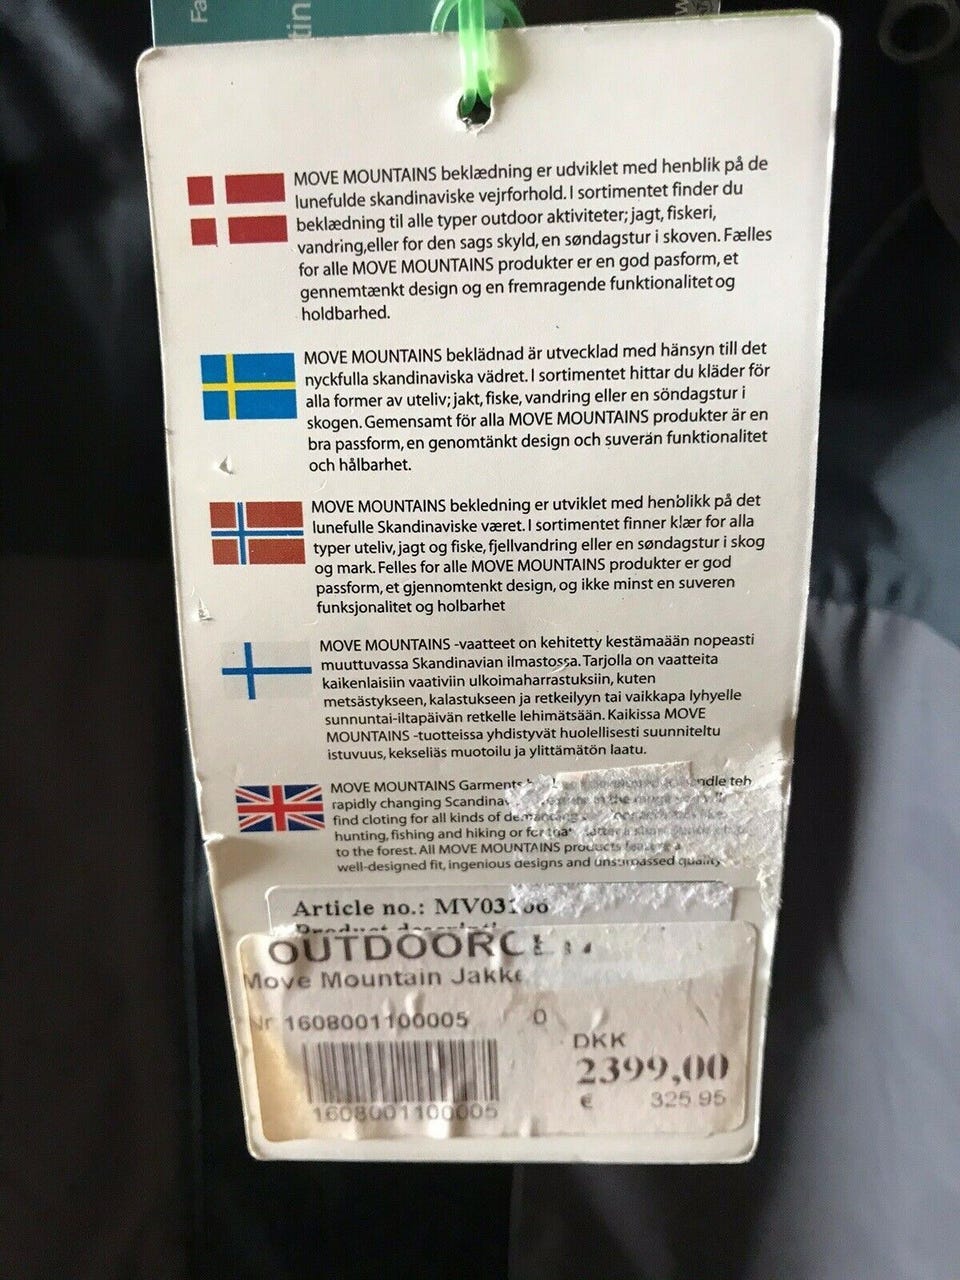 Fa
tin
MOVE MOUNTAINS beklædning er udviklet med henblik på de
lunefulde skandinaviske vejrforhold. I sortimentet finder du
beklædning til alle typer outdoor aktiviteter; jagt, fiskeri,
vandring,eller for den sags skyld, en søndagstur i skoven. Fælles
for alle MOVE MOUNTAINS produkter er en god pasform, et
gennemtænkt design og en fremragende funktionalitet og
holdbarhed.
MOVE MOUNTAINS beklädnad är utvecklad med hänsyn till det
nyckfulla skandinaviska vädret. I sortimentet hittar du kläder för
alla former av uteliv; jakt, fiske, vandring eller en söndagstur i
skogen. Gemensamt för alla MOVE MOUNTAINS produkter är en
bra passform, en genomtänkt design och suverän funktionalitet
och hålbarhet.
MOVE MOUNTAINS bekledning er utviklet med henblikk på det
lunefulle Skandinaviske været. I sortimentet finner klær for alla
typer uteliv, jagt og fiske, fjellvandring eller en søndagstur i skog
og mark. Felles for alle MOVE MOUNTAINS produkter er god
passform, et gjennomtenkt design, og ikke minst en suveren
funksjonalitet og holbarhet
MOVE MOUNTAINS -vaatteet on kehitetty kestämaään nopeasti
muuttuvassa Skandinavian ilmastossa. Tarjolla on vaatteita
kaikenlaisiin vaativiin ulkoimaharrastuksiin, kuten
metsästykseen, kalastukseen ja retkeilyyn tai vaikkapa lyhyelle
sunnuntai-iltapäivän retkelle lehimätsään. Kaikissa MOVE
MOUNTAINS -tuotteissa yhdistyvät huolellisesti suunniteltu
istuvuus, kekseliäs muotoilu ja ylittämätön laatu.
MOVE MOUNTAINS Garments handle teh
rapidly changing in the
find cloting for all kinds of
hunting, fishing and hiking or for that
to the forest. All MOVE MOUNTAINS products a
well-designed fit, ingenious designs and unsurpassed quality
Article no.:
Move Mountain Jakke
Nr 1608001100005 0
DKK
2399,00
1608001100005
€ 325.95